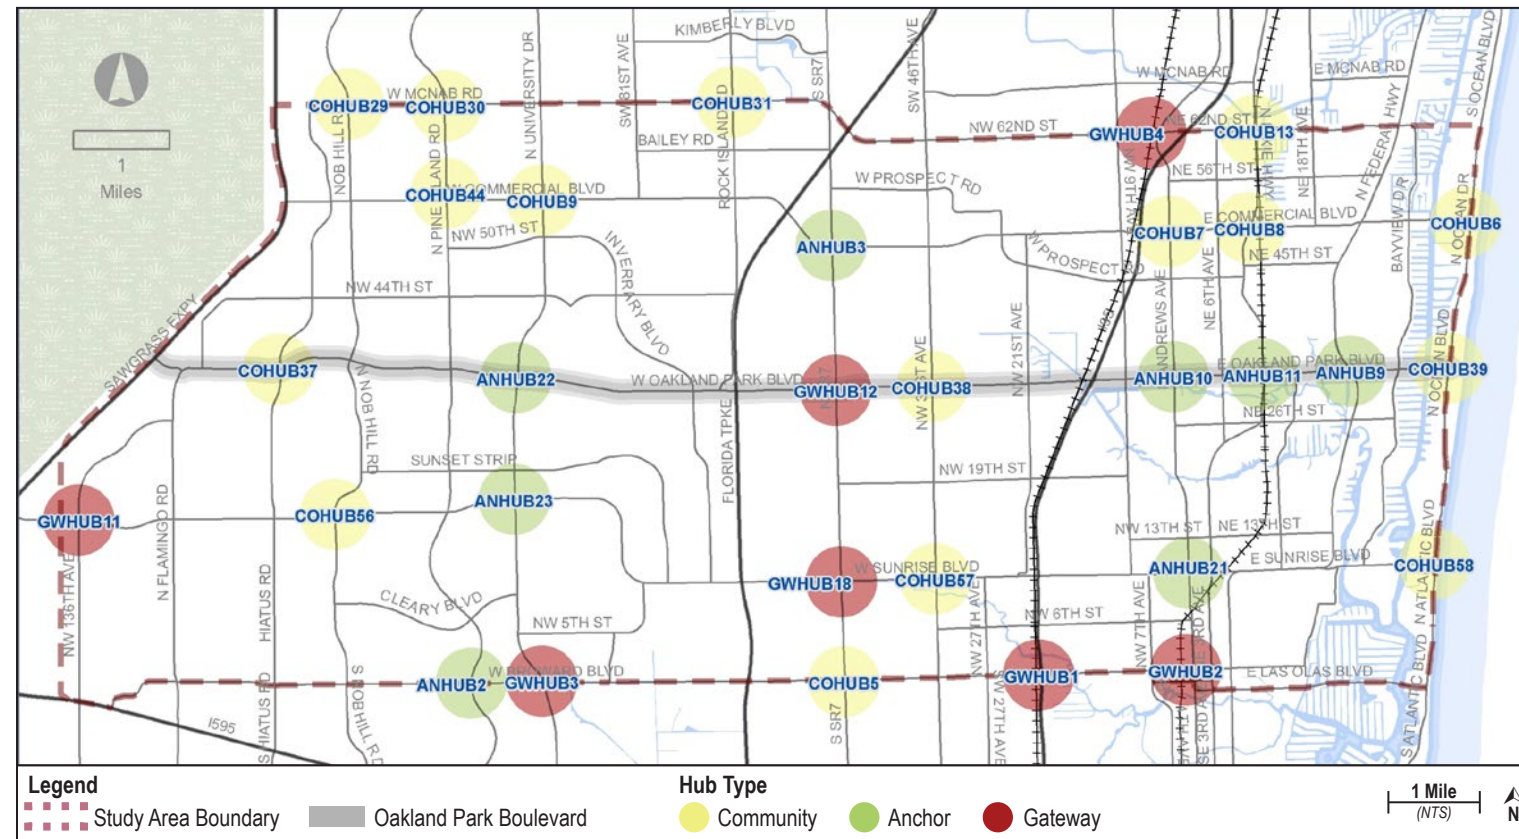 KIMBERLY BLVD
S OCEAN BLVD
N UNIVERSITY DR
SW 81ST AVE
SW 46TH AVE
S SR7
W MCNAB RD
E MCNAB RD
W MCNAB RD
COHUB29
COHUB30
COHUB31
NOB HILL R
N PINE LAND RD
ROCK ISLAND RD
BAILEY RD
NW 62ND ST
GWHUB4
NE 62ND ST
COHUB13
NE 18TH AVE
N FEDERAL HWY
1
Miles
NE 56TH ST
W PROSPECT RD
COHUB44
W COMMERCIAL BLVD
COHUB9
E COMMERCIAL BLVD
BAYVIEW DR
N OCEAN DR
COHUB6
COHUB7
COHUB8
NW 50TH ST
ANHUB3
INVERRARY BLVD
W PROSPECT RD
NE 45TH ST
NE 6TH AVE
NW 44TH ST
SAWGRASS EXPY
I95
NW 21ST AVE
ANDREWS AVE
COHUB37
ANHUB22
W OAKLAND PARK BLVD
GWHUB12
COHUB38
ANHUB10
ANHUB11
E OAKLAND PARK BLVD
ANHUB9
COHUB39
NE 26TH ST
N NOB HILL RD
FLORIDA TPKE
SUNSET STRIP
NW 19TH ST
ANHUB23
GWHUB11
N FLAMINGO RD
COHUB56
NW 13TH ST
NE 13TH ST
E SUNRISE BLVD
N ATLANTIC BLVD
COHUB58
W SUNRISE BLVD
GWHUB18
COHUB57
ANHUB21
NW 136TH AVE
HIATUS RD
CLEARY BLVD
NW 5TH ST
NW 27TH AVE
NW 6TH ST
NW 7TH AVE
W BROWARD BLVD
ANHUB2
GWHUB3
COHUB5
GWHUB1
GWHUB2
E LAS OLAS BLVD
S HIATUS RD
S NOB HILL RD
S SR7
SW 27TH AVE
SE 3RD AVE
S ATLANTIC BLVD
I595
Legend
Study Area Boundary
Oakland Park Boulevard
Hub Type
Community
Anchor
Gateway
1 Mile
(NTS)
N